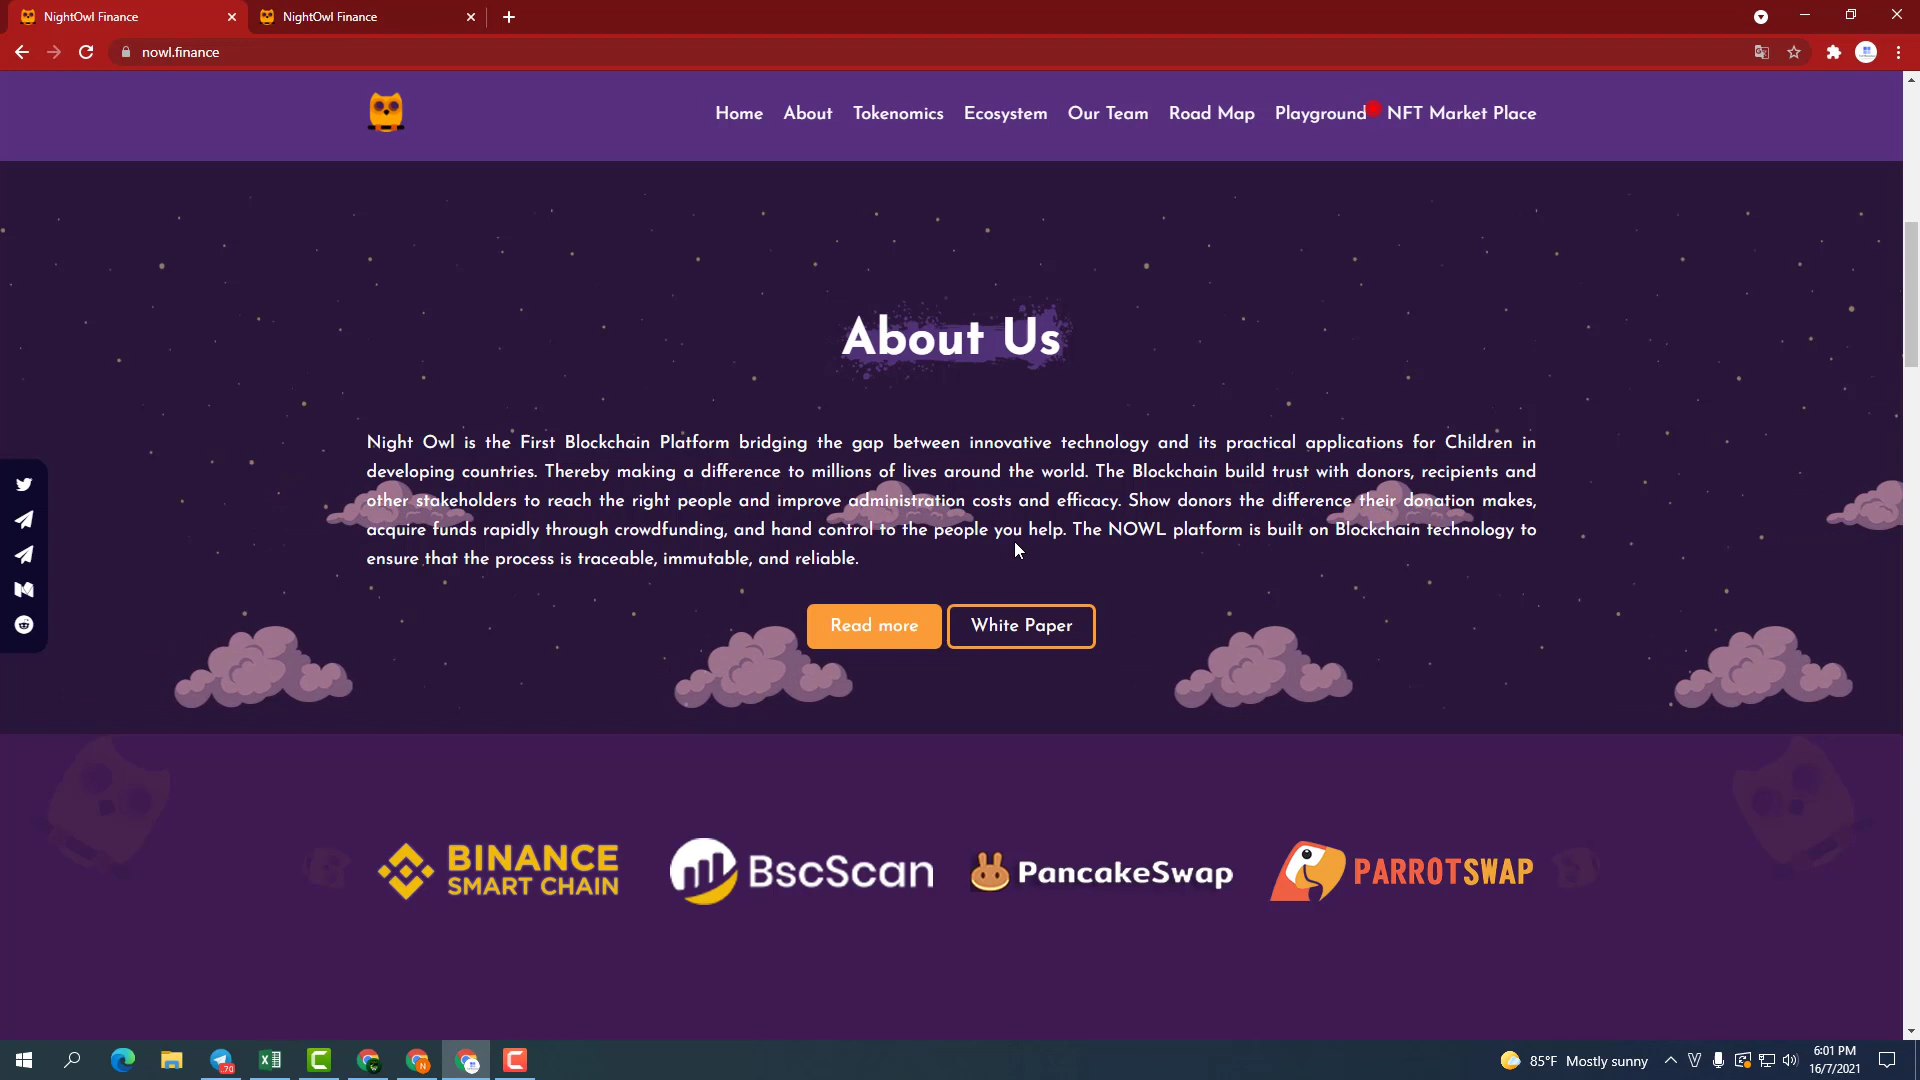 NightOwl Finance
NightOwl Finance
nowl.finance
Home About Tokenomics Ecosystem Our Team Road Map Playground NFT Market Place
About Us
Night Owl is the First Blockchain Platform bridging the gap between innovative technology and its practical applications for Children in
developing countries. Thereby making a difference to millions of lives around the world. The Blockchain build trust with donors, recipients and
other stakeholders to reach the right people and improve administration costs and efficacy. Show donors the difference their donation makes,
acquire funds rapidly through crowdfunding, and hand control to the people you help. The NOWL platform is built on Blockchain technology to
ensure that the process is traceable, immutable, and reliable.
Read more White Paper
BINANCE
SMART CHAIN
BscScan
PancakeSwap
PARROTSWAP
70
85°F Mostly sunny
6:01 PM
16/7/2021